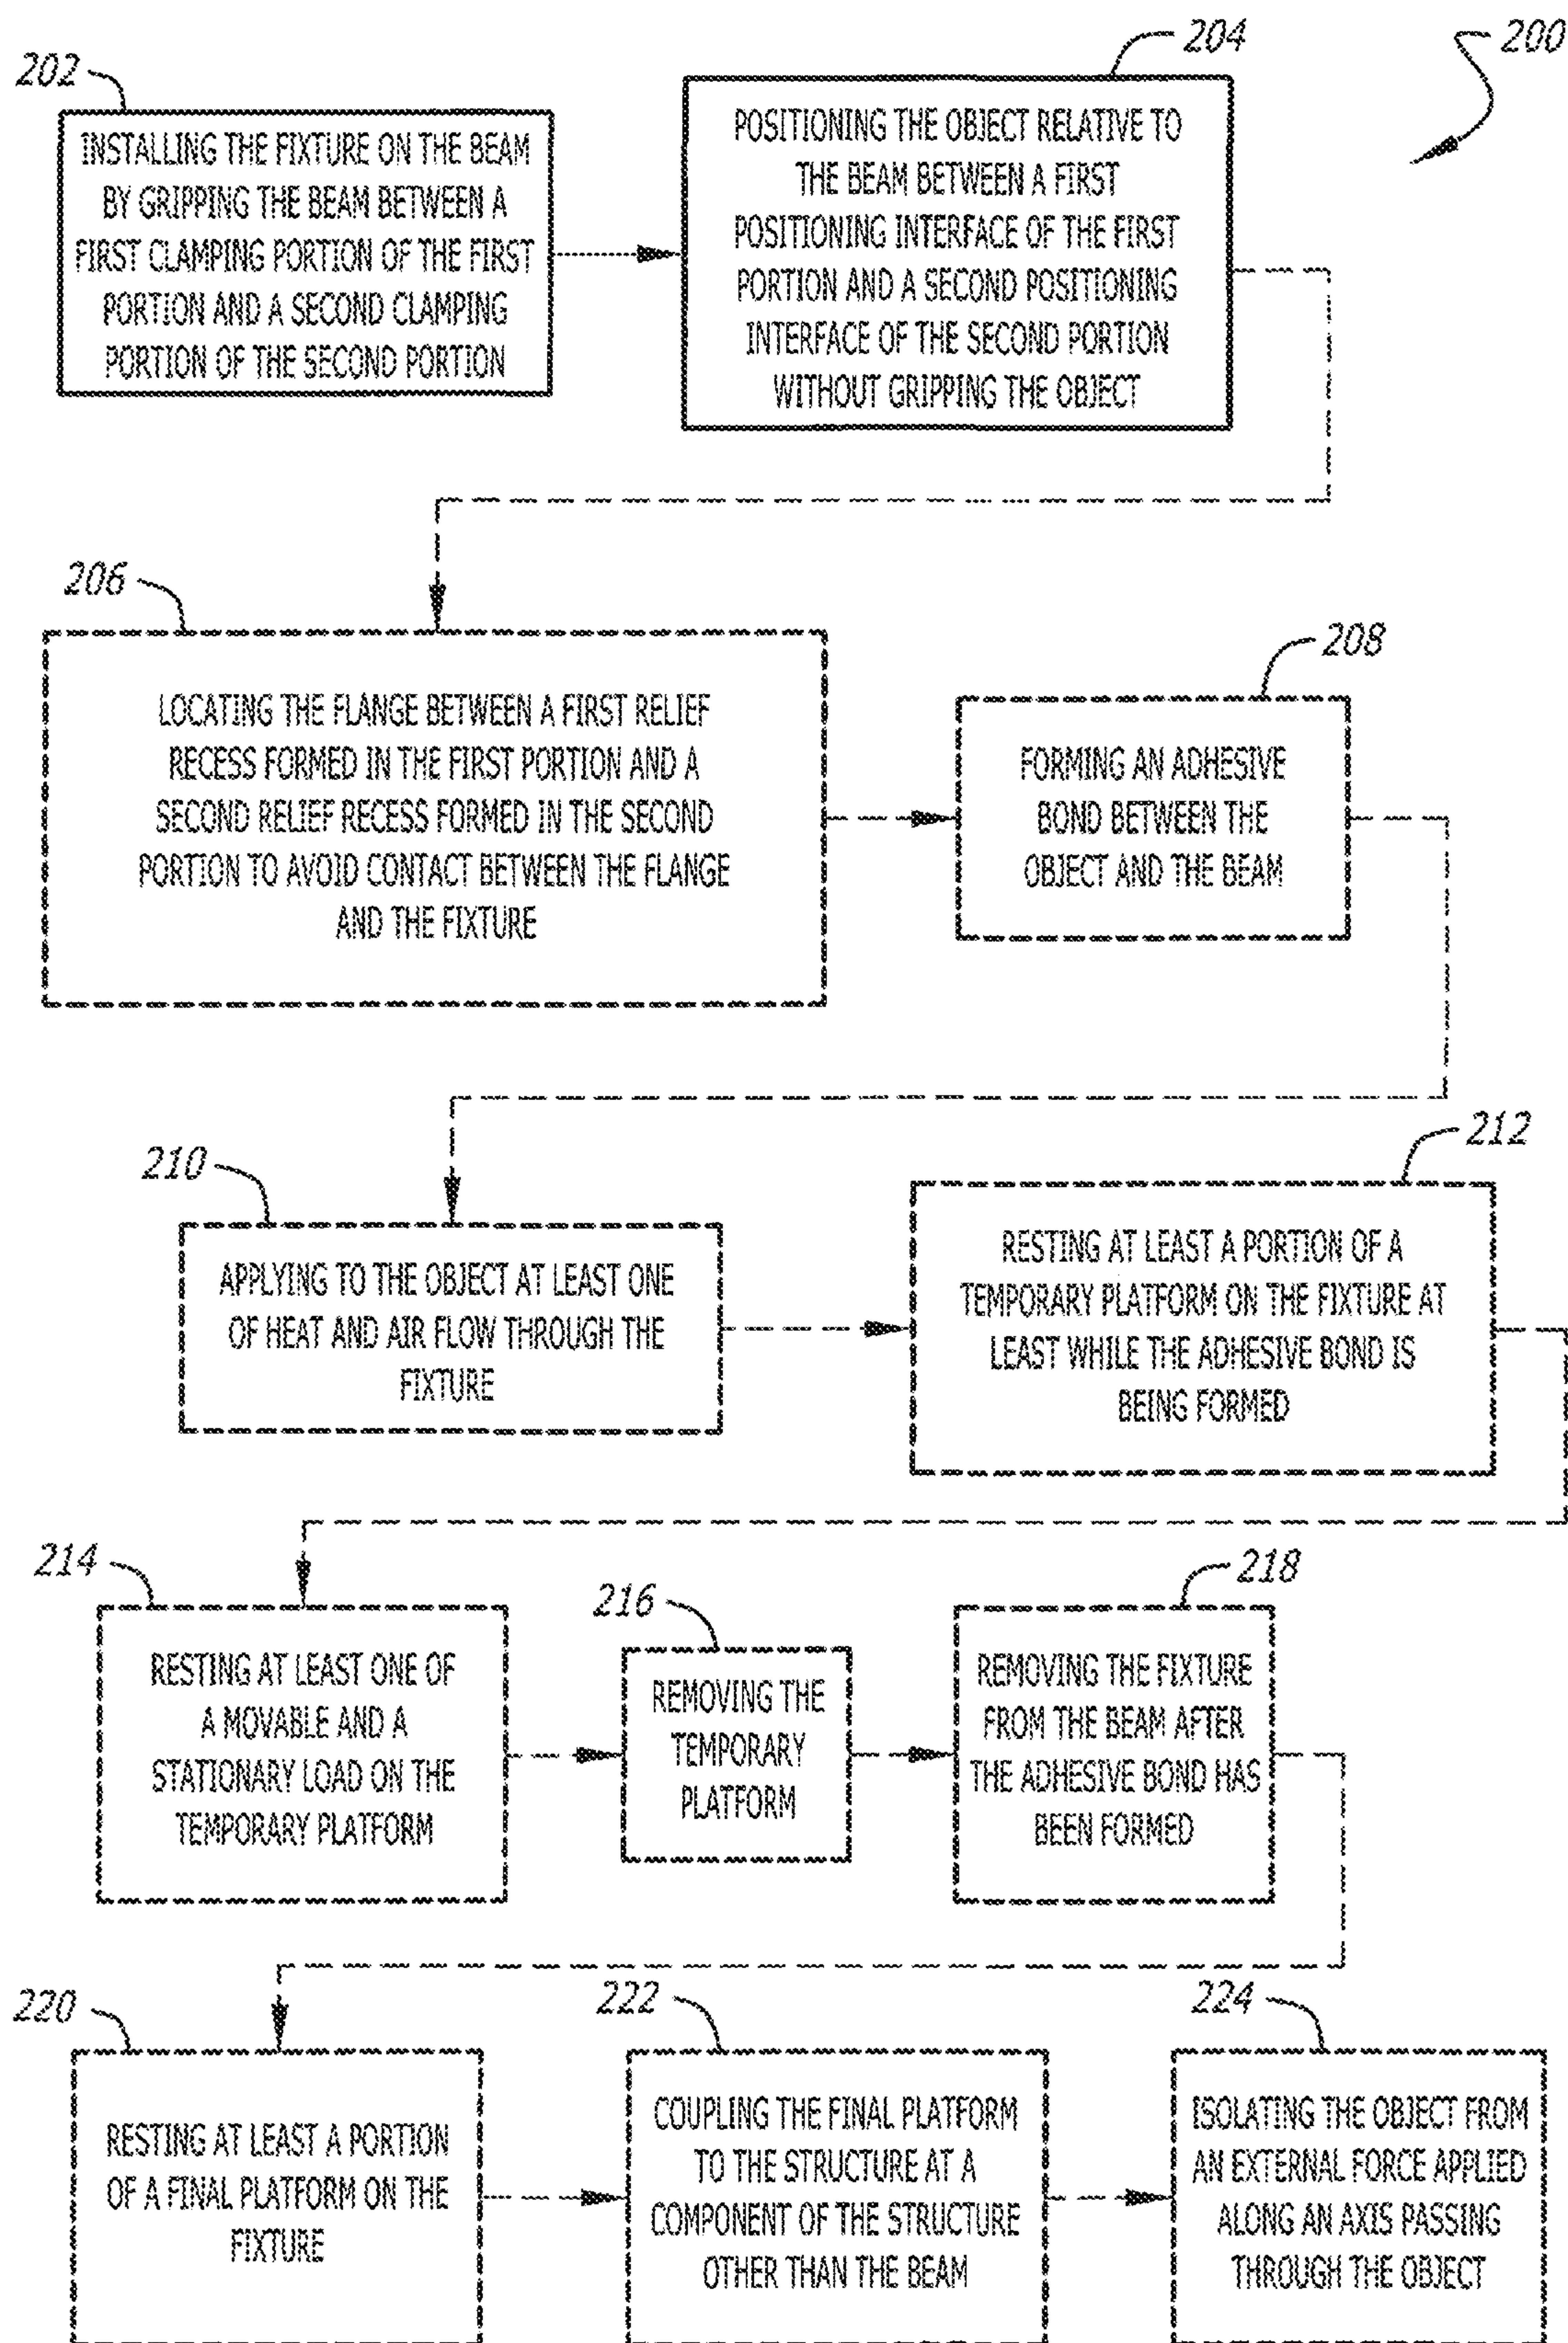 200
202
INSTALLING THE FIXTURE ON THE BEAM
BY GRIPPING THE BEAM BETWEEN A
FIRST CLAMPING PORTION OF THE FIRST
PORTION AND A SECOND CLAMPING
PORTION OF THE SECOND PORTION
204
POSITIONING THE OBJECT RELATIVE TO
THE BEAM BETWEEN A FIRST
POSITIONING INTERFACE OF THE FIRST
PORTION AND A SECOND POSITIONING
INTERFACE OF THE SECOND PORTION
WITHOUT GRIPPING THE OBJECT
206
LOCATING THE FLANGE BETWEEN A FIRST RELIEF
RECESS FORMED IN THE FIRST PORTION AND A
SECOND RELIEF RECESS FORMED IN THE SECOND
PORTION TO AVOID CONTACT BETWEEN THE FLANGE
AND THE FIXTURE
208
FORMING AN ADHESIVE
BOND BETWEEN THE
OBJECT AND THE BEAM
210
APPLYING TO THE OBJECT AT LEAST ONE
OF HEAT AND AIR FLOW THROUGH THE
FIXTURE
212
RESTING AT LEAST A PORTION OF A
TEMPORARY PLATFORM ON THE FIXTURE AT
LEAST WHILE THE ADHESIVE BOND IS
BEING FORMED
214
RESTING AT LEAST ONE OF
A MOVABLE AND A
STATIONARY LOAD ON THE
TEMPORARY PLATFORM
216
REMOVING THE
TEMPORARY
PLATFORM
218
REMOVING THE FIXTURE
FROM THE BEAM AFTER
THE ADHESIVE BOND HAS
BEEN FORMED
220
RESTING AT LEAST A PORTION
OF A FINAL PLATFORM ON THE
FIXTURE
222
COUPLING THE FINAL PLATFORM
TO THE STRUCTURE AT A
COMPONENT OF THE STRUCTURE
OTHER THAN THE BEAM
224
ISOLATING THE OBJECT FROM
AN EXTERNAL FORCE APPLIED
ALONG AN AXIS PASSING
THROUGH THE OBJECT